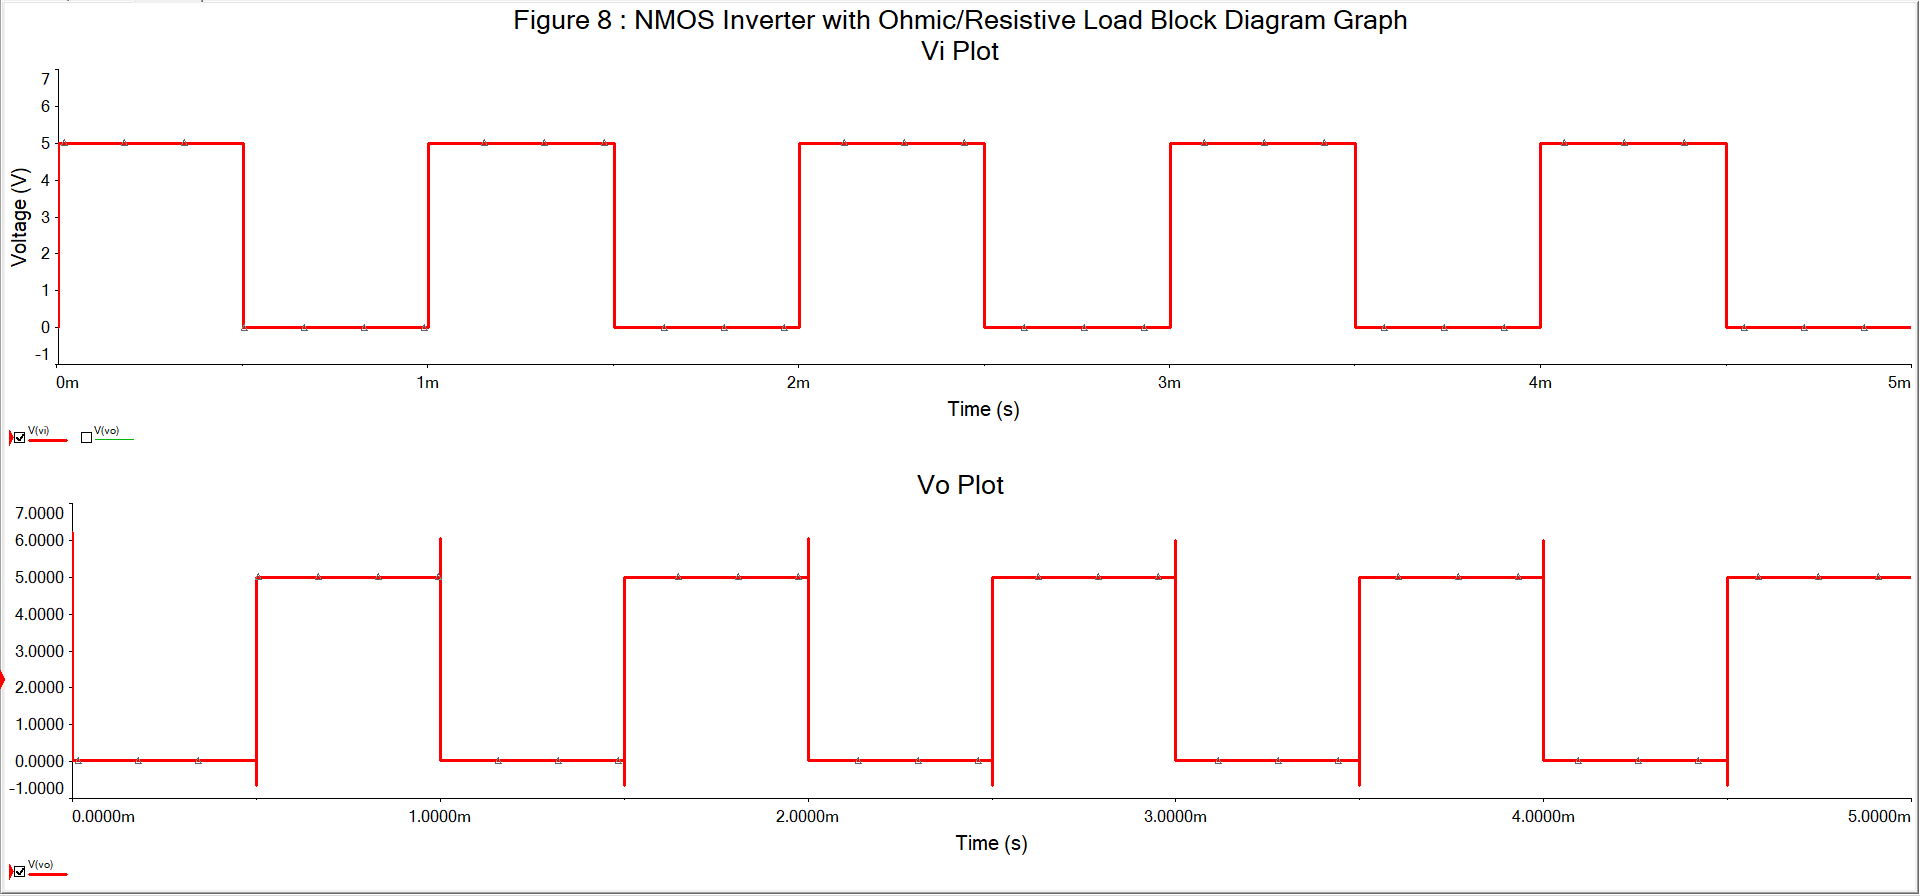 Figure 8 : NMOS Inverter with Ohmic/Resistive Load Block Diagram Graph
Vi Plot
7
6
5
4
3
2
1
0
-1
Voltage (V)
0m 1m 2m 3m 4m 5m
Time (s)
V(vi) V(vo)
Vo Plot
7.0000
6.0000
5.0000
4.0000
3.0000
2.0000
1.0000
0.0000
-1.0000
0.0000m 1.0000m 2.0000m 3.0000m 4.0000m 5.0000m
Time (s)
V(vo)